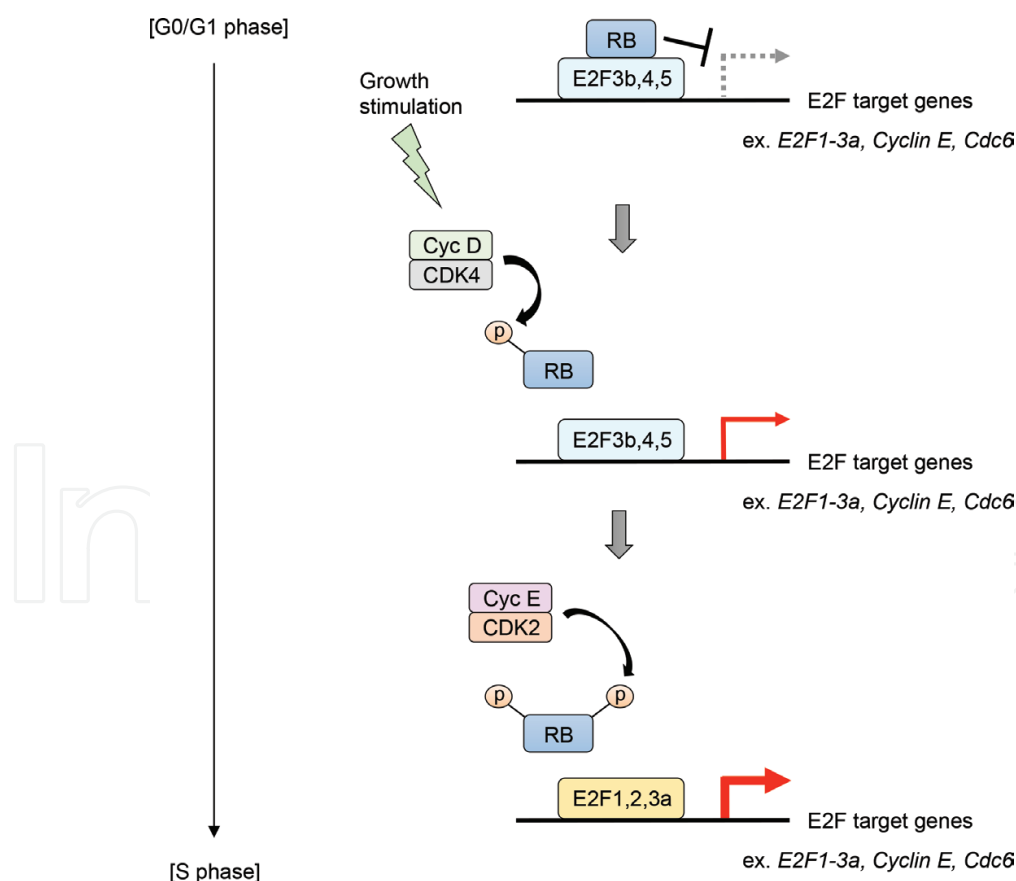 [G0/G1 phase]
RB
E2F3b,4,5
E2F target genes
ex. E2F1-3a, Cyclin E, Cdc6
Growth
stimulation
Cyc D
CDK4
p
RB
E2F3b,4,5
E2F target genes
ex. E2F1-3a, Cyclin E, Cdc6
In
Cyc E
CDK2
p
p
RB
E2F1,2,3a
E2F target genes
ex. E2F1-3a, Cyclin E, Cdc6
[S phase]